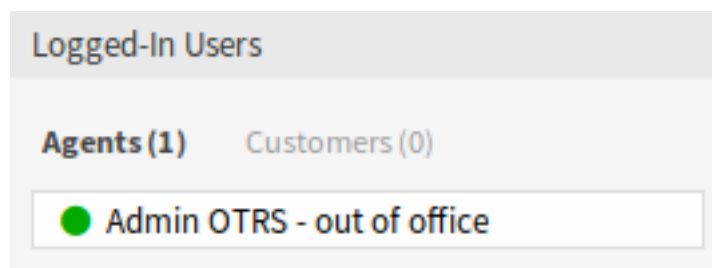 Logged-In Users
Agents (1) Customers (0)
Admin OTRS - out of office